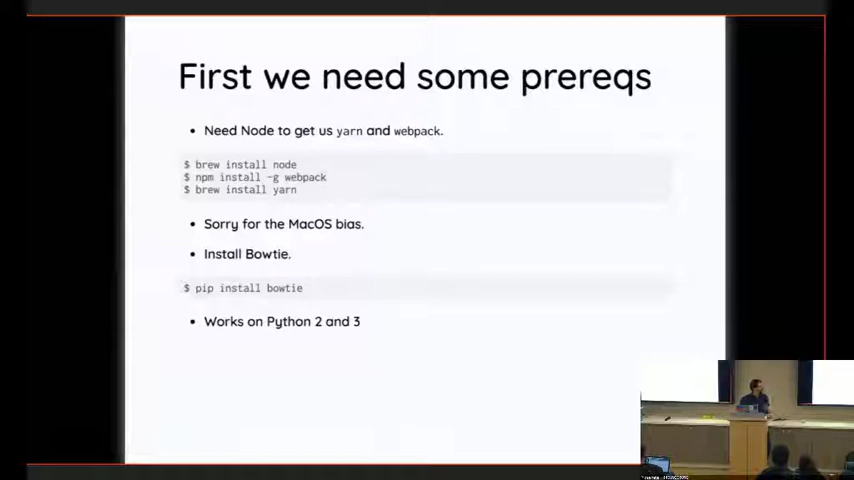 First we need some prereqs
• Need Node to get us yarn and webpack.
$ brew install node
$ npm install -g webpack
$ brew install yarn
• Sorry for the MacOS bias.
• Install Bowtie.
$ pip install bowtie
• Works on Python 2 and 3